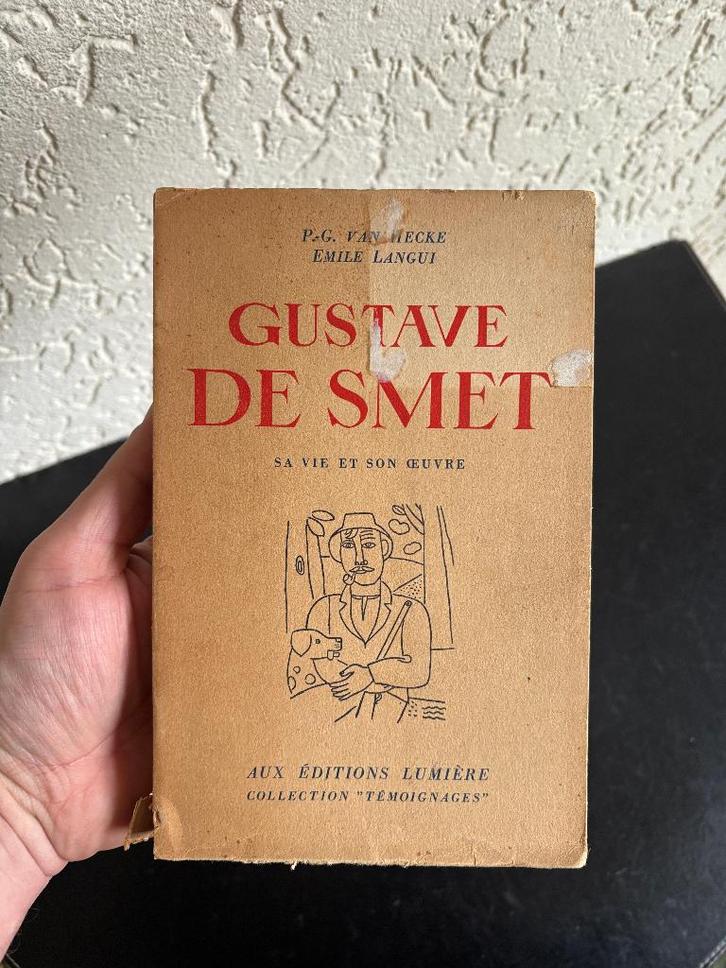 P.-G. VAN HECKE
EMILE LANGUI
GUSTAVE
DE SMET
SA VIE ET SON ŒUVRE
AUX ÉDITIONS LUMIÈRE
COLLECTION "TÉMOIGNAGES"